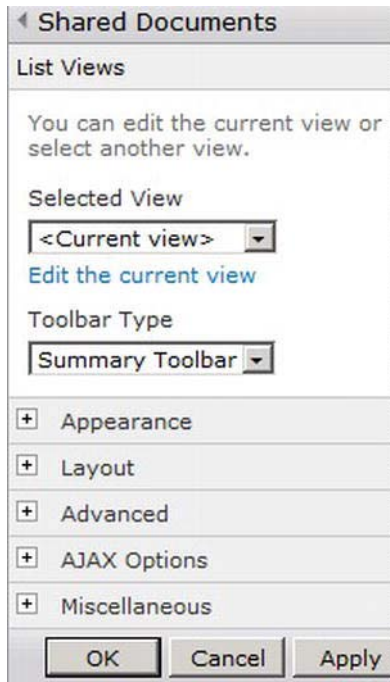 Shared Documents
List Views
You can edit the current view or
select another view.
Selected View
<Current view>
Edit the current view
Toolbar Type
Summary Toolbar
Appearance
Layout
Advanced
AJAX Options
Miscellaneous
OK Cancel Apply